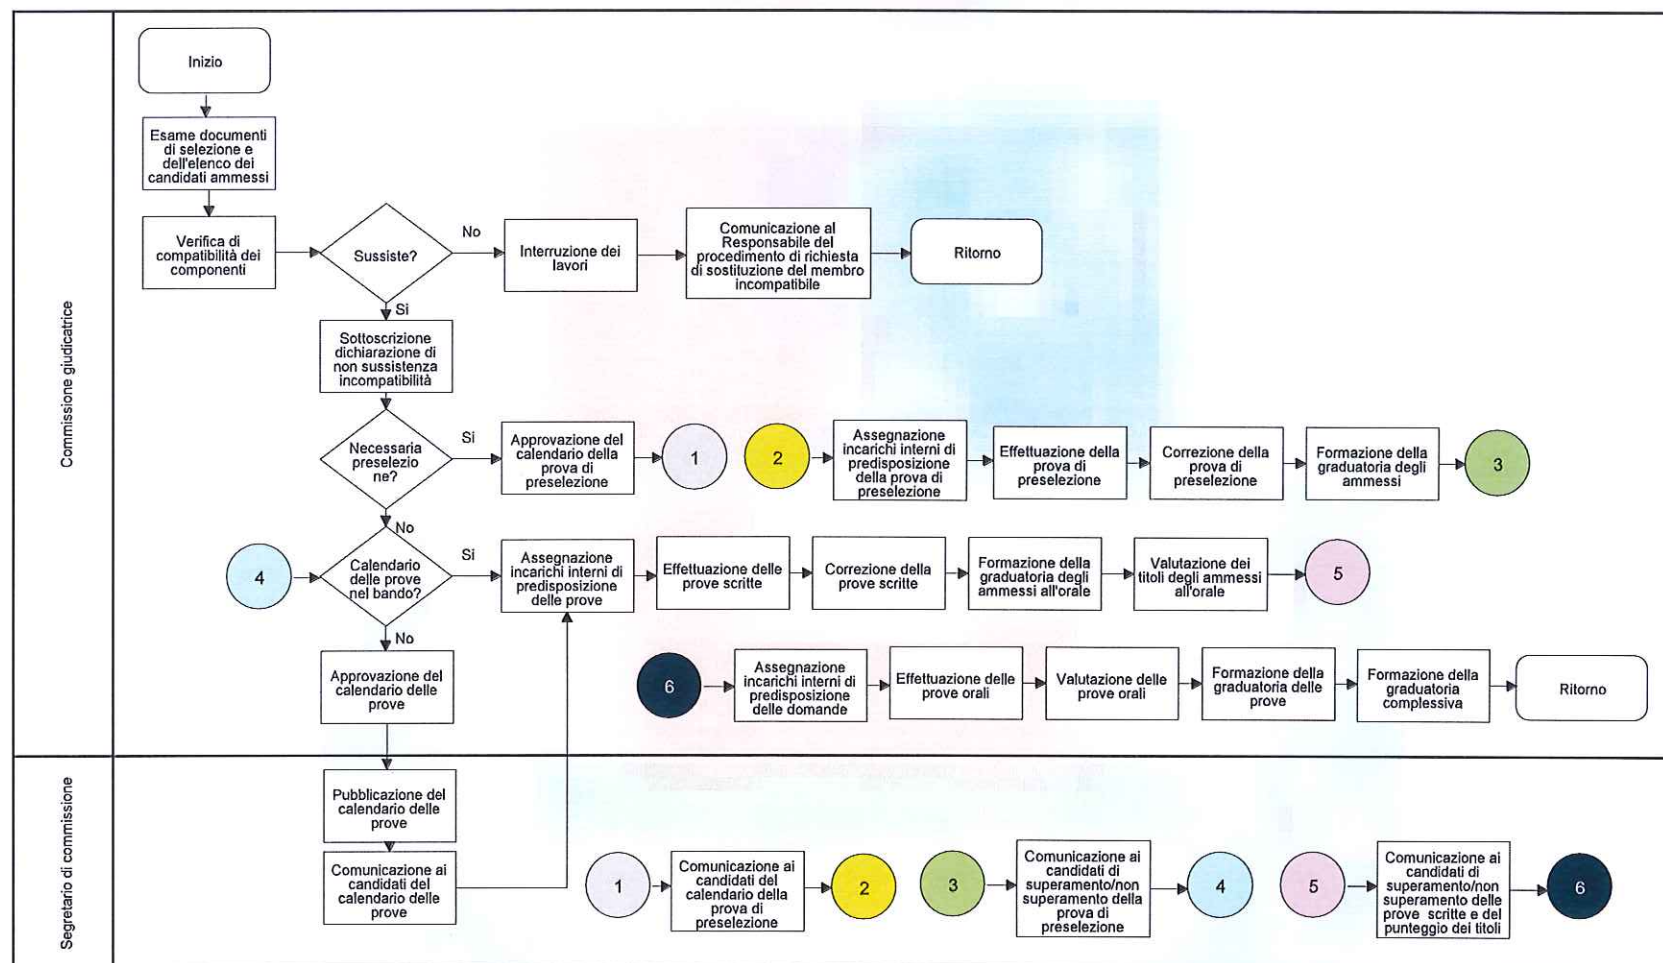 Commissione giudicatrice
Inizio
Esame documenti
di selezione e
dell'elenco dei
candidati ammessi
Verifica di
compatibilità dei
componenti
Sussiste?
No
Interruzione dei
lavori
Comunicazione al
Responsabile del
procedimento di richiesta
di sostituzione del membro
incompatibile
Ritorno
Si
Sottoscrizione
dichiarazione di
non sussistenza
incompatibilità
Necessaria
preselezio
ne?
Si
Approvazione del
calendario della
prova di
preselezione
1
2
Assegnazione
incarichi interni di
predisposizione
della prova di
preselezione
Effettuazione della
prova di
preselezione
Correzione della
prova di
preselezione
Formazione della
graduatoria degli
ammessi
3
No
4
Calendario
delle prove
nel bando?
Si
Assegnazione
incarichi interni di
predisposizione
delle prove
Effettuazione delle
prove scritte
Correzione della
prove scritte
Formazione della
graduatoria degli
ammessi all'orale
Valutazione dei
titoli degli ammessi
all'orale
5
No
Approvazione del
calendario delle
prove
6
Assegnazione
incarichi interni di
predisposizione
delle domande
Effettuazione delle
prove orali
Valutazione delle
prove orali
Formazione della
graduatoria delle
prove
Formazione della
graduatoria
complessiva
Ritorno
Segretario di commissione
Pubblicazione del
calendario delle
prove
Comunicazione ai
candidati del
calendario delle
prove
1
Comunicazione ai
candidati del
calendario della
prova di
preselezione
2
3
Comunicazione ai
candidati di
superamento/non
superamento della
prova di
preselezione
4
5
Comunicazione ai
candidati di
superamento/non
superamento delle
prove scritte e del
punteggio dei titoli
6